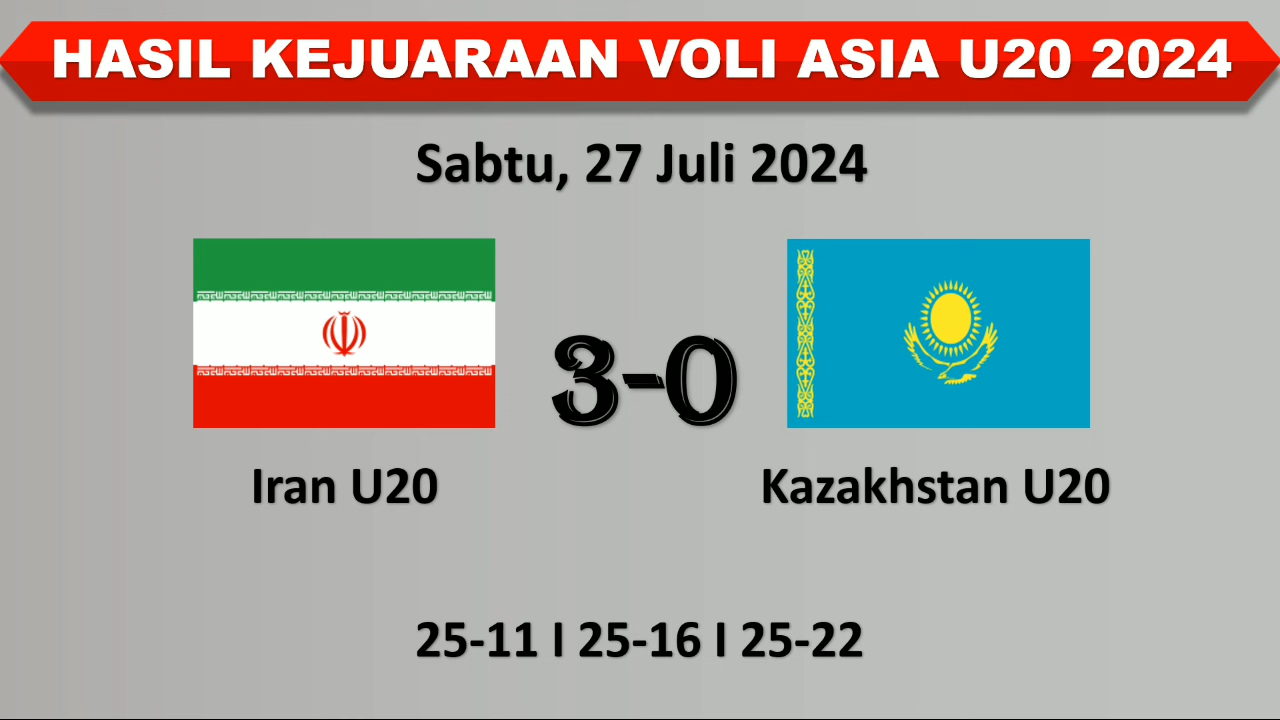 HASIL KEJUARAAN VOLI ASIA U20 2024
Sabtu, 27 Juli 2024
3-0
Iran U20
Kazakhstan U20
25-11 I 25-16 I 25-22